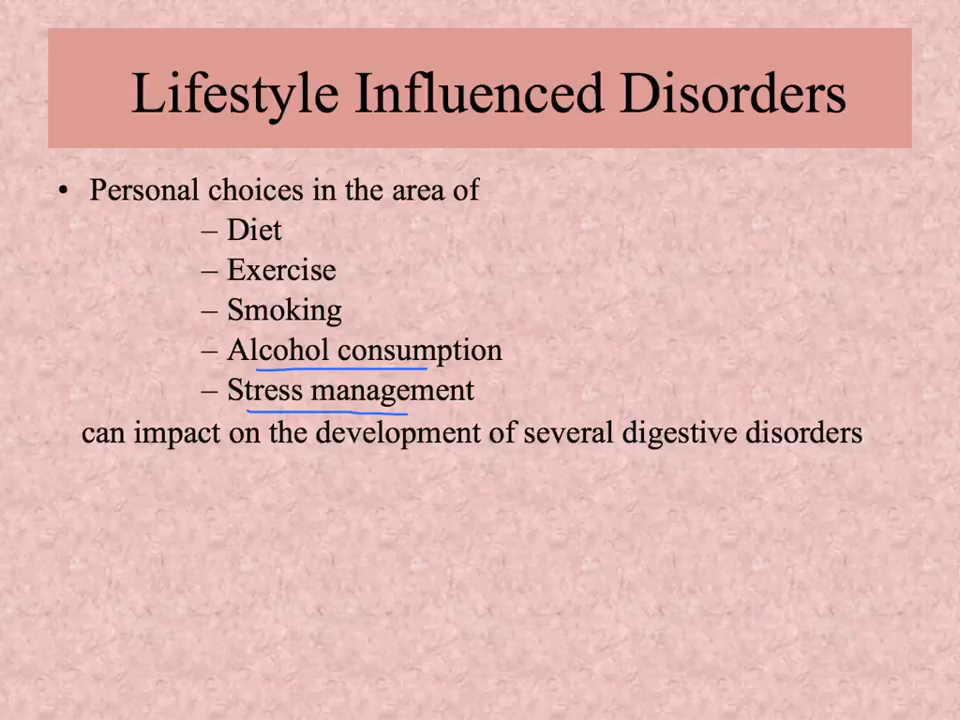 Lifestyle Influenced Disorders
• Personal choices in the area of
– Diet
– Exercise
– Smoking
– Alcohol consumption
– Stress management
can impact on the development of several digestive disorders